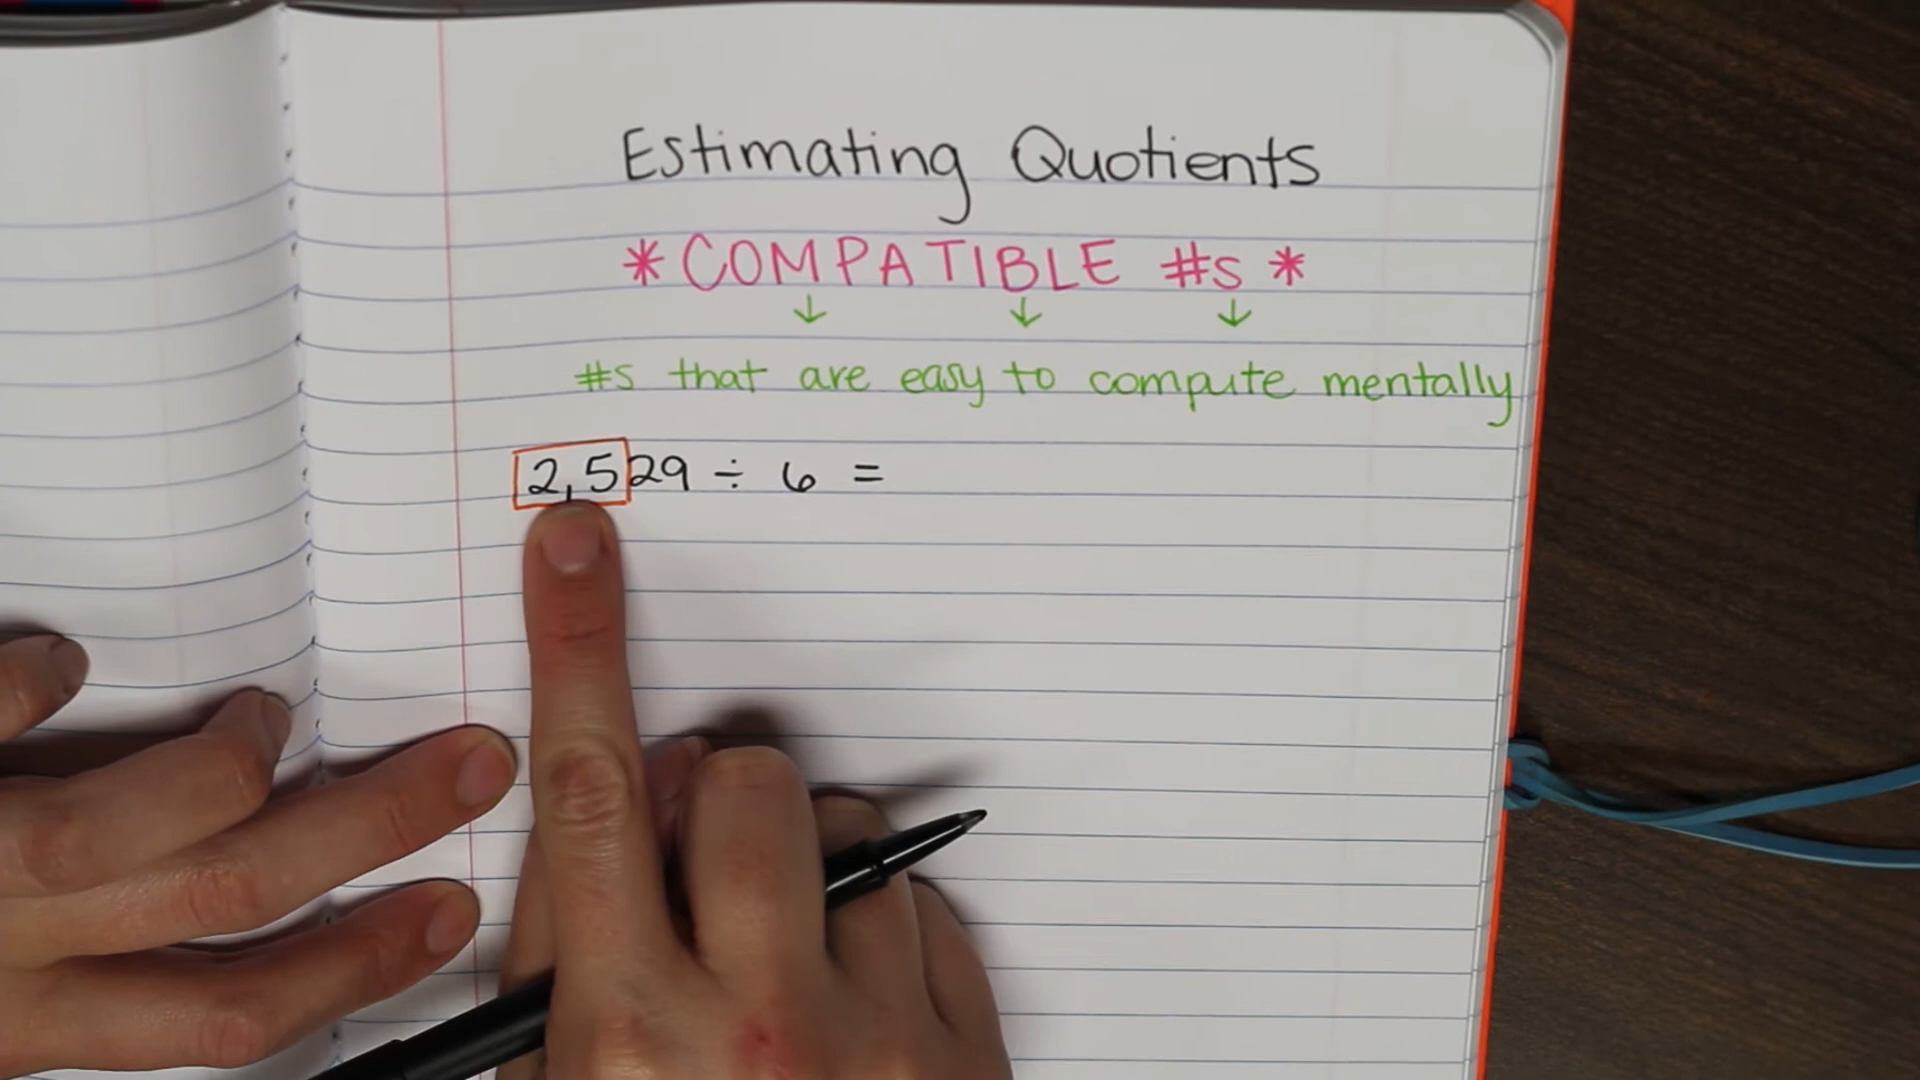 Estimating Quotients
* COMPATIBLE #s *
↓ ↓ ↓
#s that are easy to compute mentally
2,529 ÷ 6 =